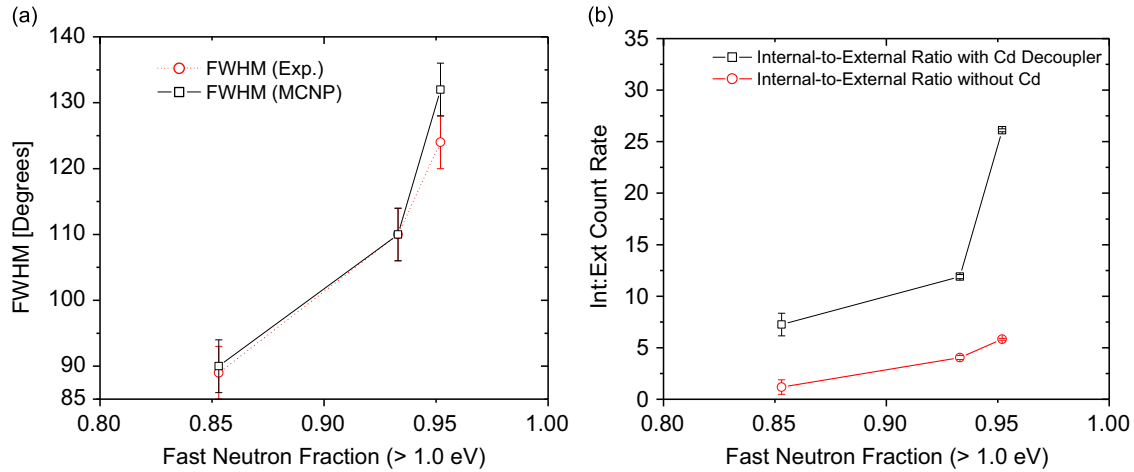 (a)
140
130
120
110
100
90
85
FWHM [Degrees]
FWHM (Exp.)
FWHM (MCNP)
0.80
0.85
0.90
0.95
1.00
Fast Neutron Fraction (> 1.0 eV)
(b)
35
30
25
20
15
10
5
0
Int:Ext Count Rate
Internal-to-External Ratio with Cd Decoupler
Internal-to-External Ratio without Cd
0.80
0.85
0.90
0.95
1.00
Fast Neutron Fraction (> 1.0 eV)